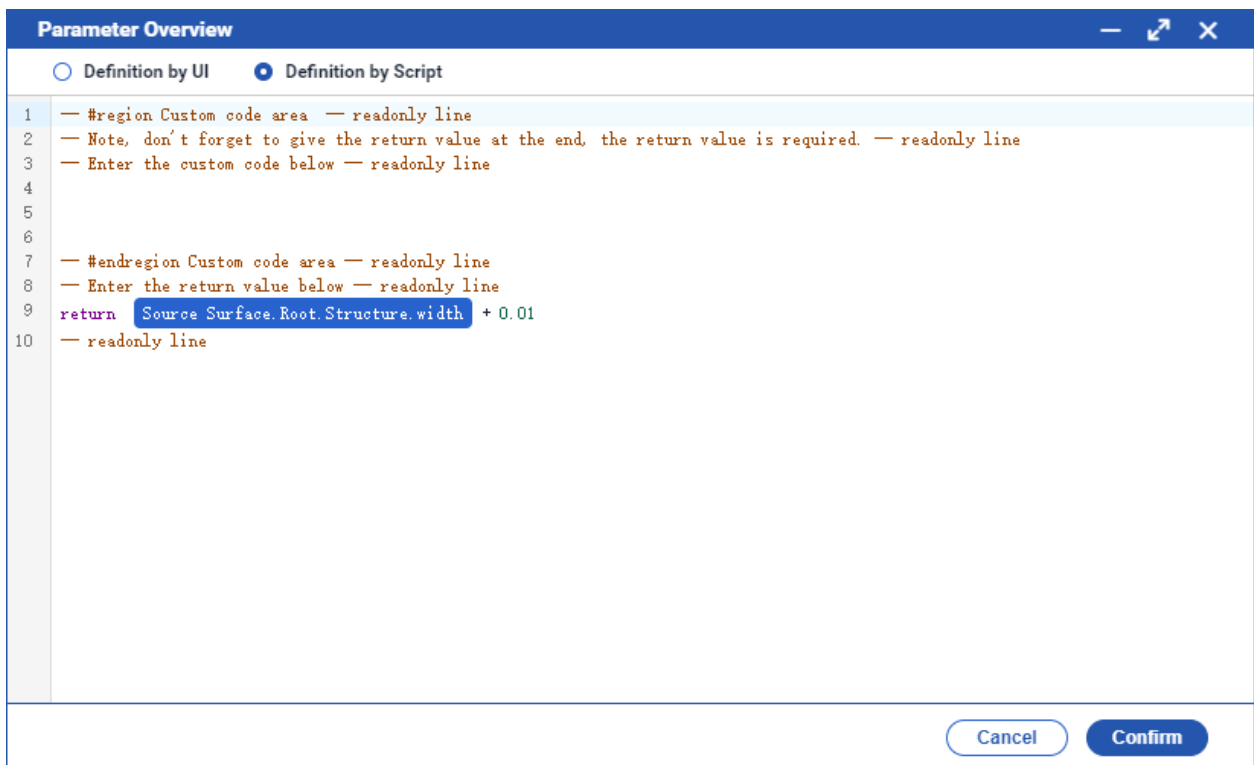 Parameter Overview
Definition by UI Definition by Script
1 — #region Custom code area — readonly line
2 — Note, don't forget to give the return value at the end, the return value is required. — readonly line
3 — Enter the custom code below — readonly line
4
5
6
7 — #endregion Custom code area — readonly line
8 — Enter the return value below — readonly line
9 return Source Surface.Root.Structure.width + 0.01
10 — readonly line
Cancel Confirm